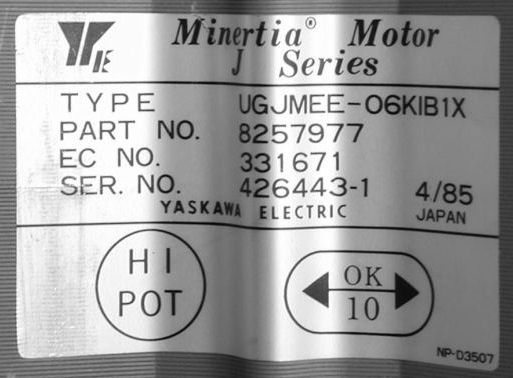 YE
Minertia® Motor
J Series
TYPE UGJMEE-06KIB1X
PART NO. 8257977
EC NO. 331671
SER. NO. 426443-1 4/85
YASKAWA ELECTRIC JAPAN
HI
POT
OK
10
NP-D3507